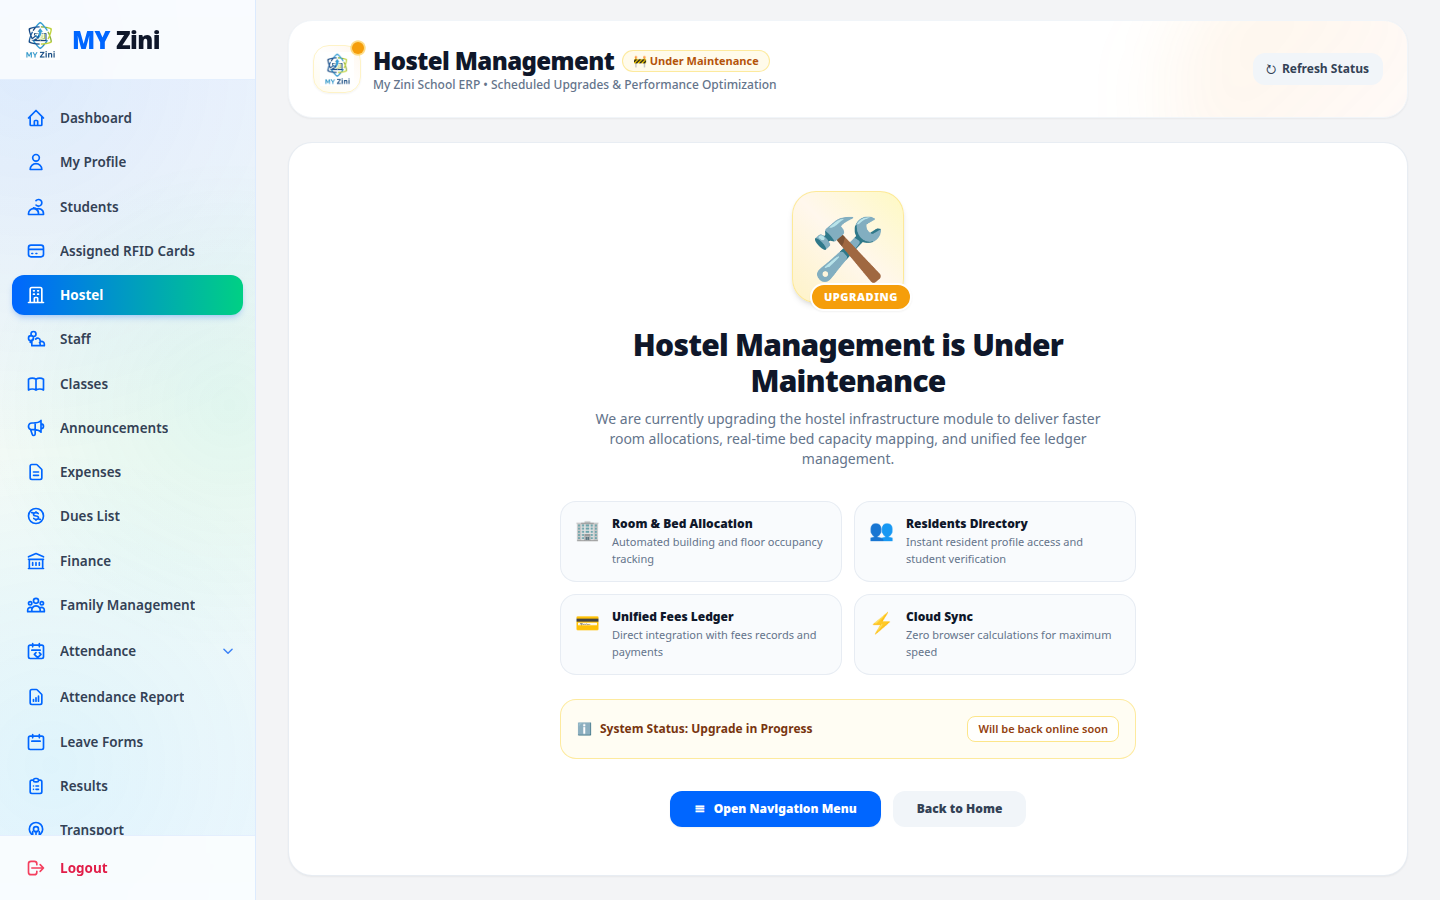 MY Zini
MY Zini
Dashboard
My Profile
Students
Assigned RFID Cards
Hostel
Staff
Classes
Announcements
Expenses
Dues List
Finance
Family Management
Attendance
Attendance Report
Leave Forms
Results
Transport
Logout
MY Zini
Hostel Management
Under Maintenance
My Zini School ERP • Scheduled Upgrades & Performance Optimization
↻ Refresh Status
UPGRADING
Hostel Management is Under
Maintenance
We are currently upgrading the hostel infrastructure module to deliver faster
room allocations, real-time bed capacity mapping, and unified fee ledger
management.
Room & Bed Allocation
Automated building and floor occupancy
tracking
Residents Directory
Instant resident profile access and
student verification
Unified Fees Ledger
Direct integration with fees records and
payments
Cloud Sync
Zero browser calculations for maximum
speed
System Status: Upgrade in Progress
Will be back online soon
Open Navigation Menu
Back to Home